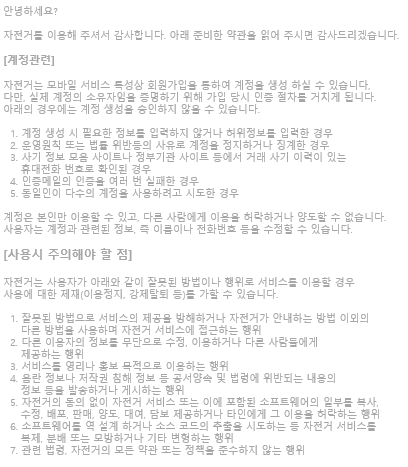 안녕하세요?
자전거를 이용해 주셔서 감사합니다. 아래 준비한 약관을 읽어 주시면 감사드리겠습니다.
[계정관련]
자전거는 모바일 서비스 특성상 회원가입을 통하여 계정을 생성 하실 수 있습니다.
다만, 실제 계정의 소유자임을 증명하기 위해 가입 당시 인증 절차를 거치게 됩니다.
아래의 경우에는 계정 생성을 승인하지 않을 수 있습니다.
1. 계정 생성 시 필요한 정보를 입력하지 않거나 허위정보를 입력한 경우
2. 운영원칙 또는 법률 위반등의 사유로 계정을 정지하거나 징계한 경우
3. 사기 정보 모음 사이트나 정부기관 사이트 등에서 거래 사기 이력이 있는
휴대전화 번호로 확인된 경우
4. 인증메일의 인증을 여러 번 실패한 경우
5. 동일인이 다수의 계정을 사용하려고 시도한 경우
계정은 본인만 이용할 수 있고, 다른 사람에게 이용을 허락하거나 양도할 수 없습니다.
사용자는 계정과 관련된 정보, 즉 이름이나 전화번호 등을 수정할 수 있습니다.
[사용시 주의해야 할 점]
자전거는 사용자가 아래와 같이 잘못된 방법이나 행위로 서비스를 이용할 경우
사용에 대한 제재(이용정지, 강제탈퇴 등)를 가할 수 있습니다.
1. 잘못된 방법으로 서비스의 제공을 방해하거나 자전거가 안내하는 방법 이외의
다른 방법을 사용하며 자전거 서비스에 접근하는 행위
2. 다른 이용자의 정보를 무단으로 수정, 이용하거나 다른 사람들에게
제공하는 행위
3. 서비스를 영리나 홍보 목적으로 이용하는 행위
4. 음란 정보나 저작권 침해 정보 등 공서양속 및 법령에 위반되는 내용의
정보 등을 발송하거나 게시하는 행위
5. 자전거의 동의 없이 자전거 서비스 또는 이에 포함된 소프트웨어의 일부를 복사,
수정, 배포, 판매, 양도, 대여, 담보 제공하거나 타인에게 그 이용을 허락하는 행위
6. 소프트웨어를 역 설계 하거나 소스 코드의 추출을 시도하는 등 자전거 서비스를
복제, 분배 또는 모방하거나 기타 변형하는 행위
7. 관련 법령, 자전거의 모든 약관 또는 정책을 준수하지 않는 행위